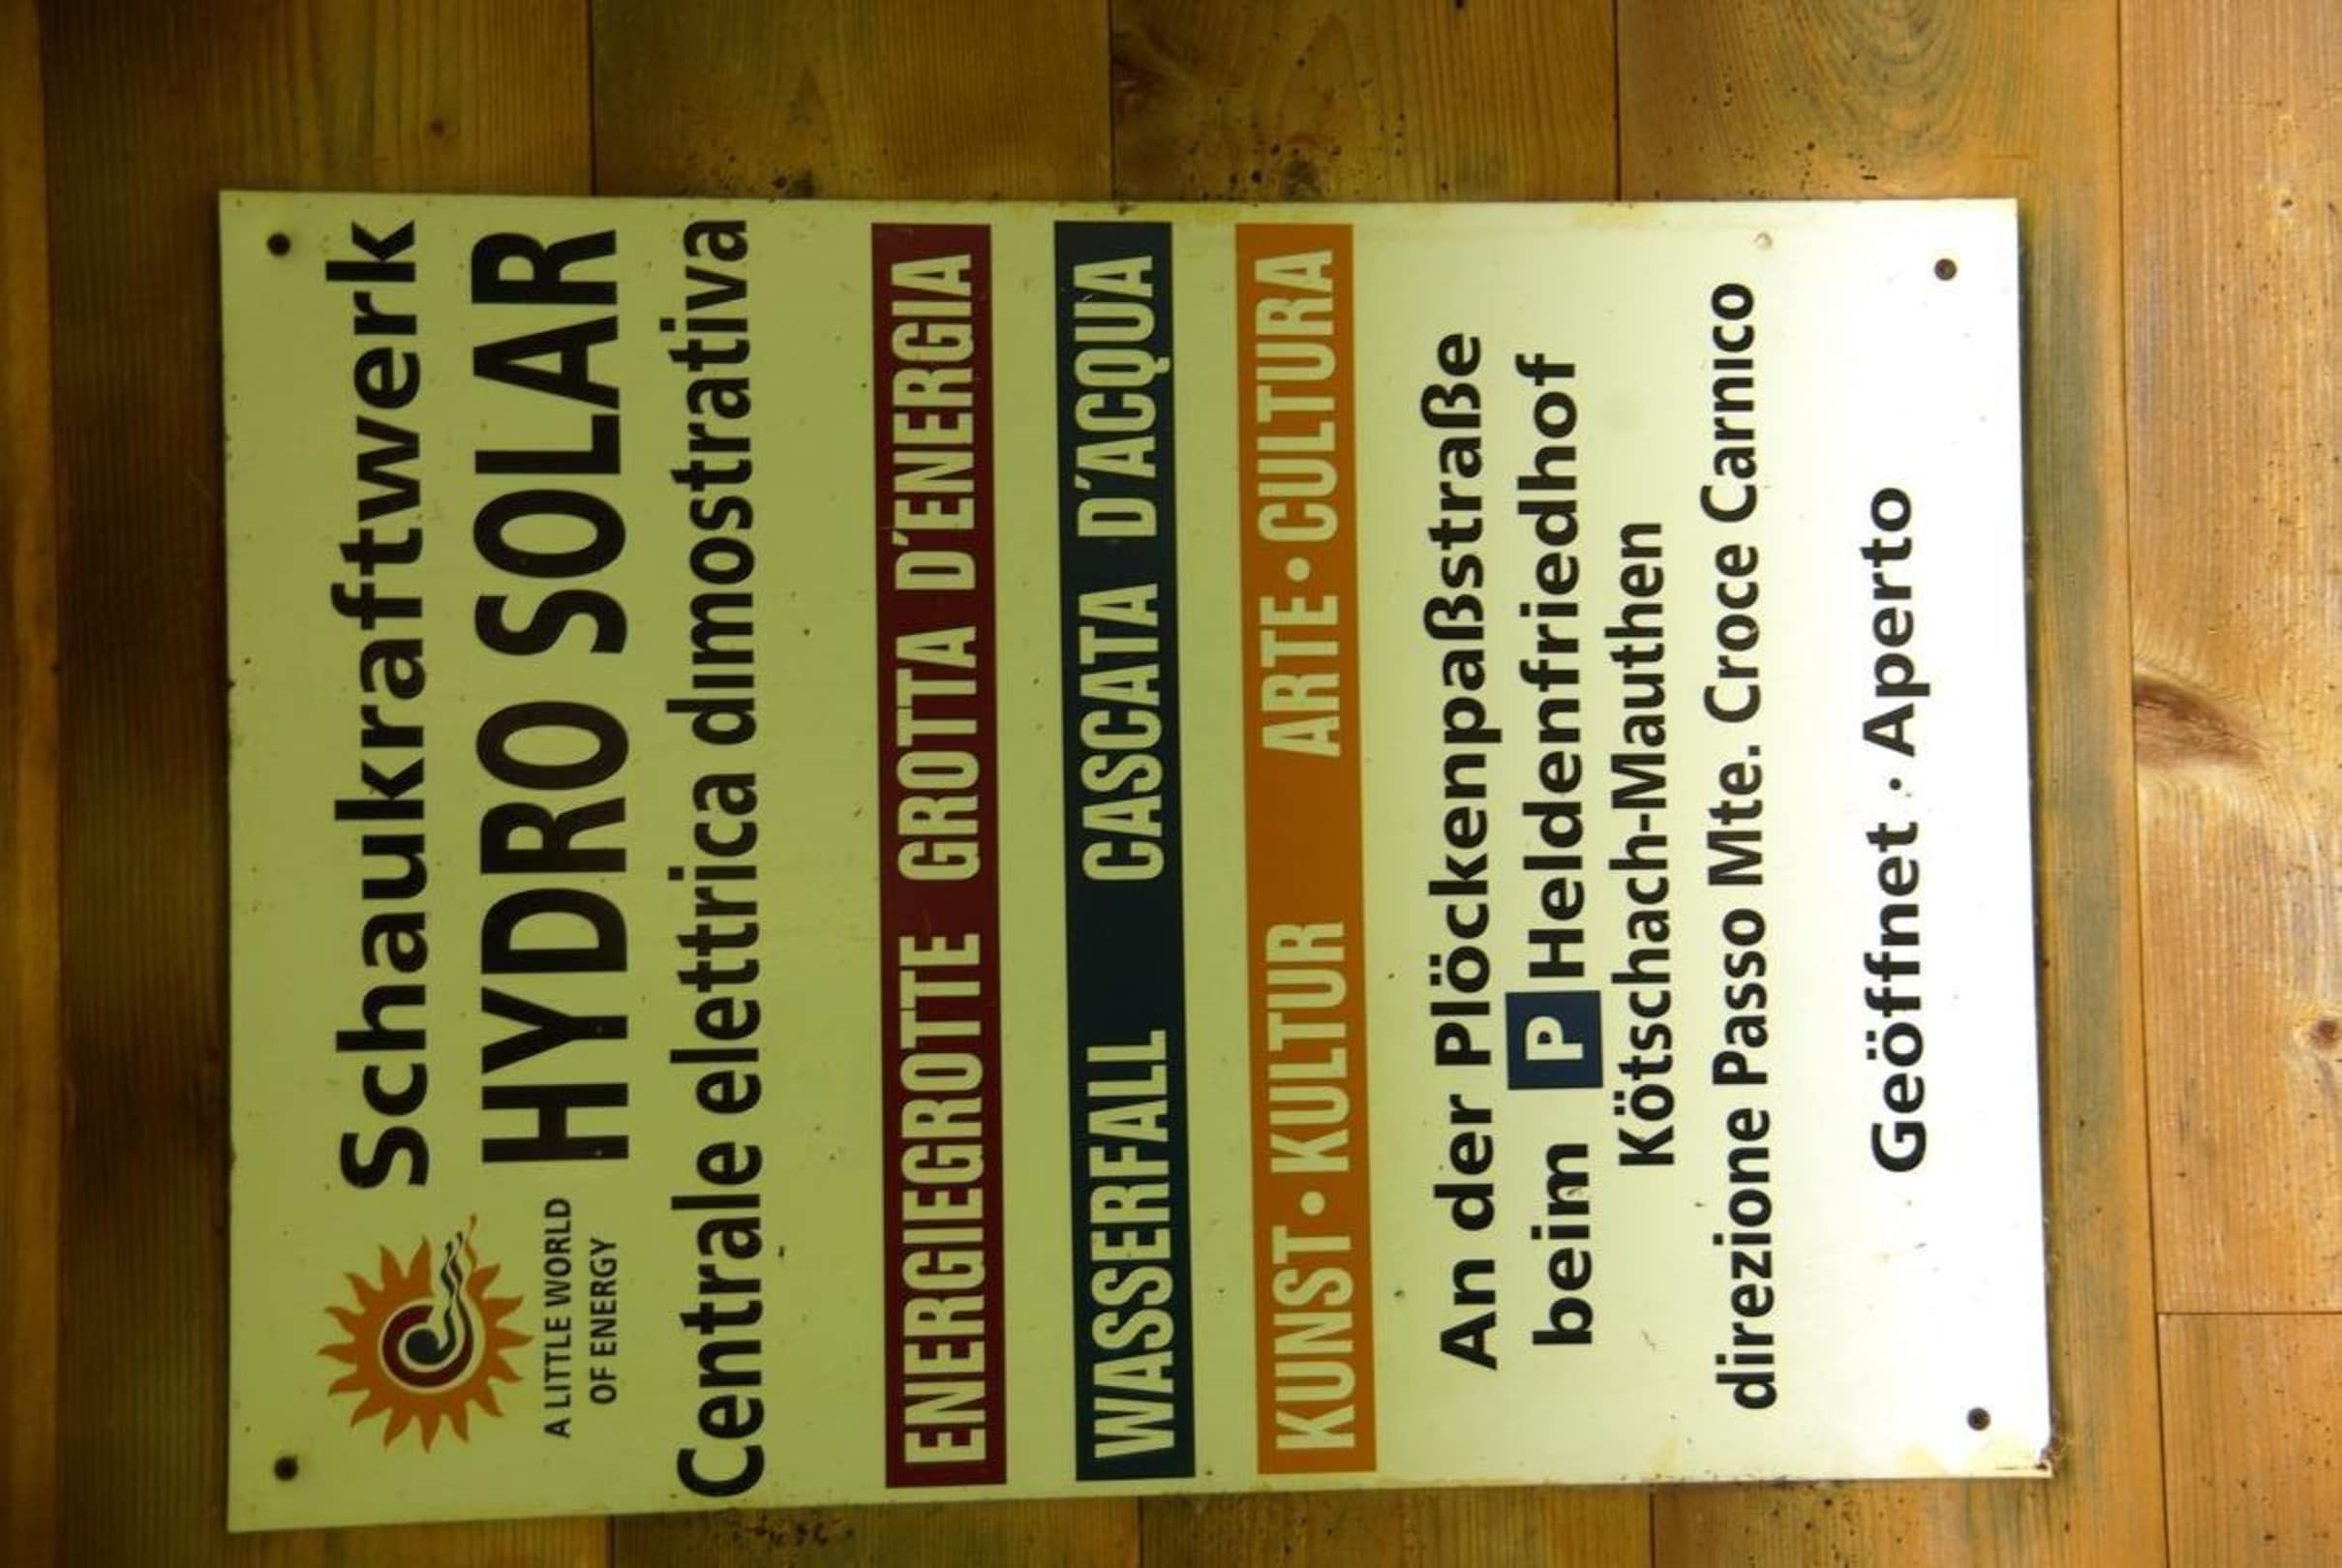 Schaukraftwerk
HYDRO SOLAR
A LITTLE WORLD
OF ENERGY
Centrale elettrica dimostrativa
ENERGIEGROTTE GROTTA D'ENERGIA
WASSERFALL CASCATA D'ACQUA
KUNST • KULTUR ARTE • CULTURA
An der Plöckenpaßstraße
beim P Heldenfriedhof
Kötschach-Mauthen
direzione Passo Mte. Croce Carnico
Geöffnet · Aperto